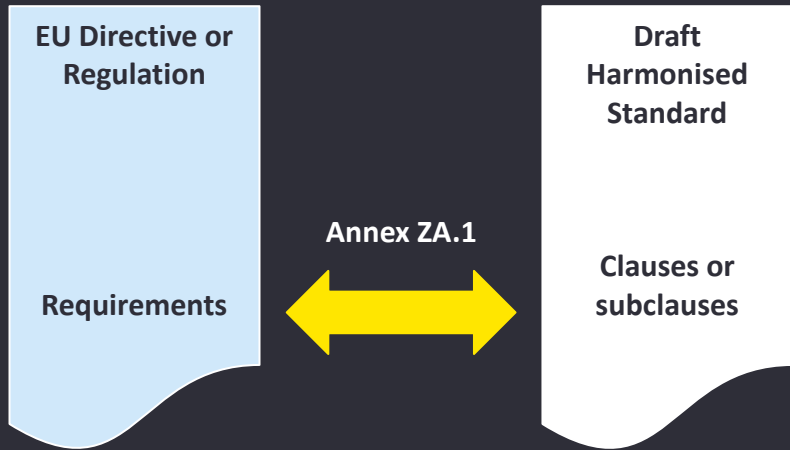 EU Directive or
Regulation
Draft
Harmonised
Standard
Annex ZA.1
Requirements
Clauses or
subclauses